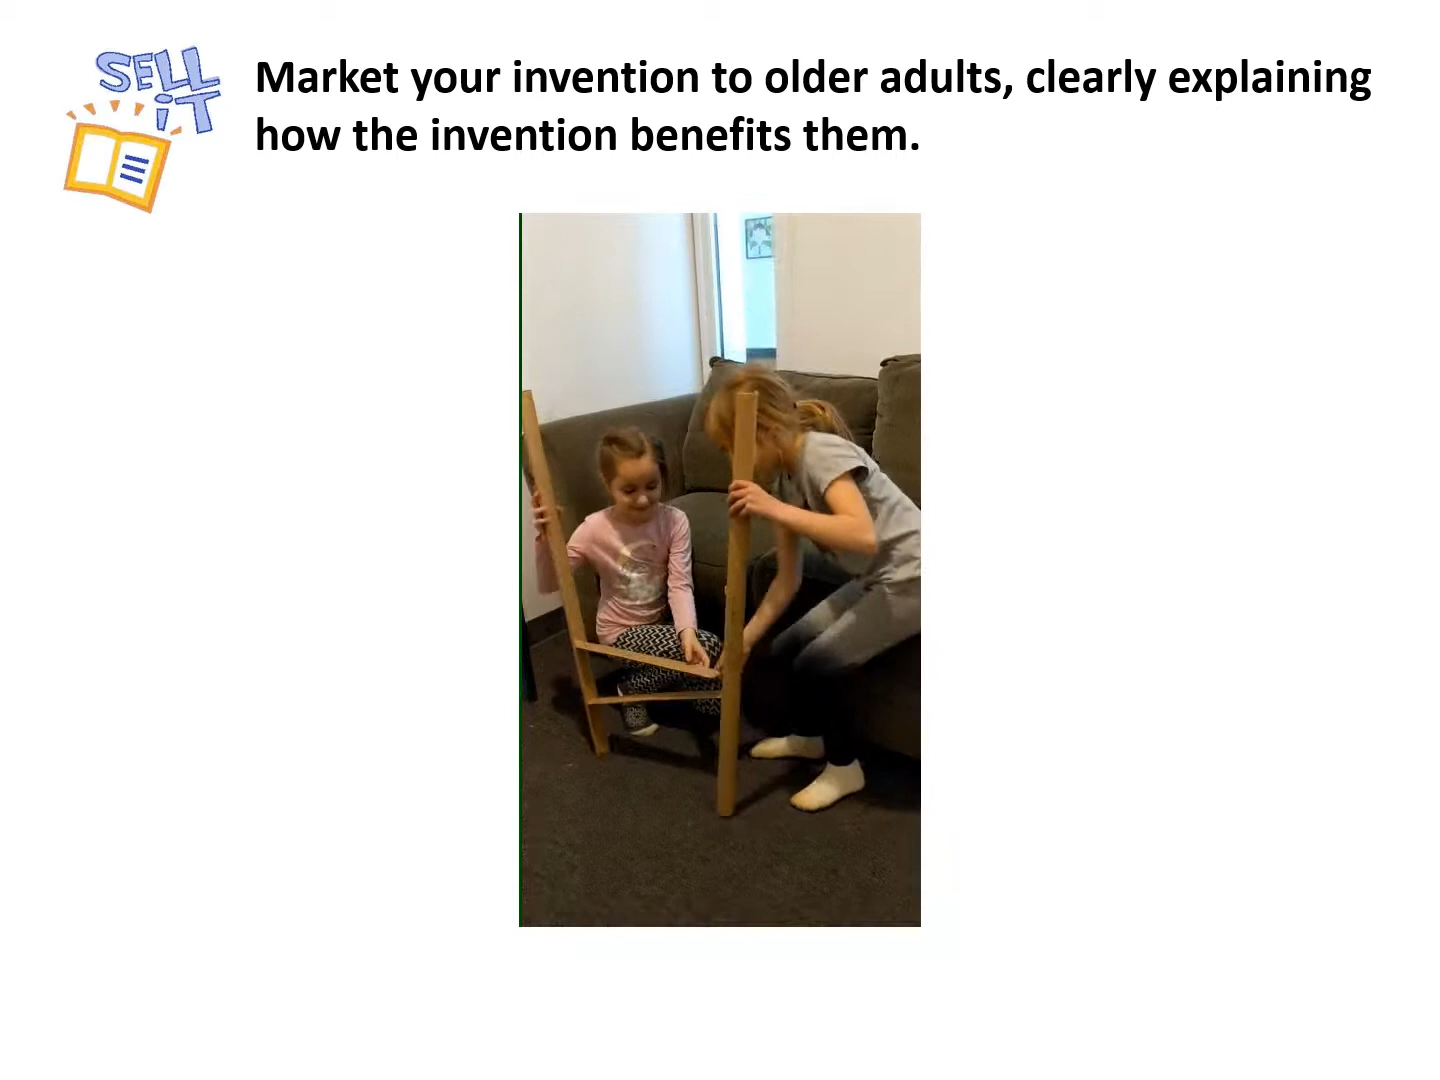 SELL
iT
Market your invention to older adults, clearly explaining
how the invention benefits them.